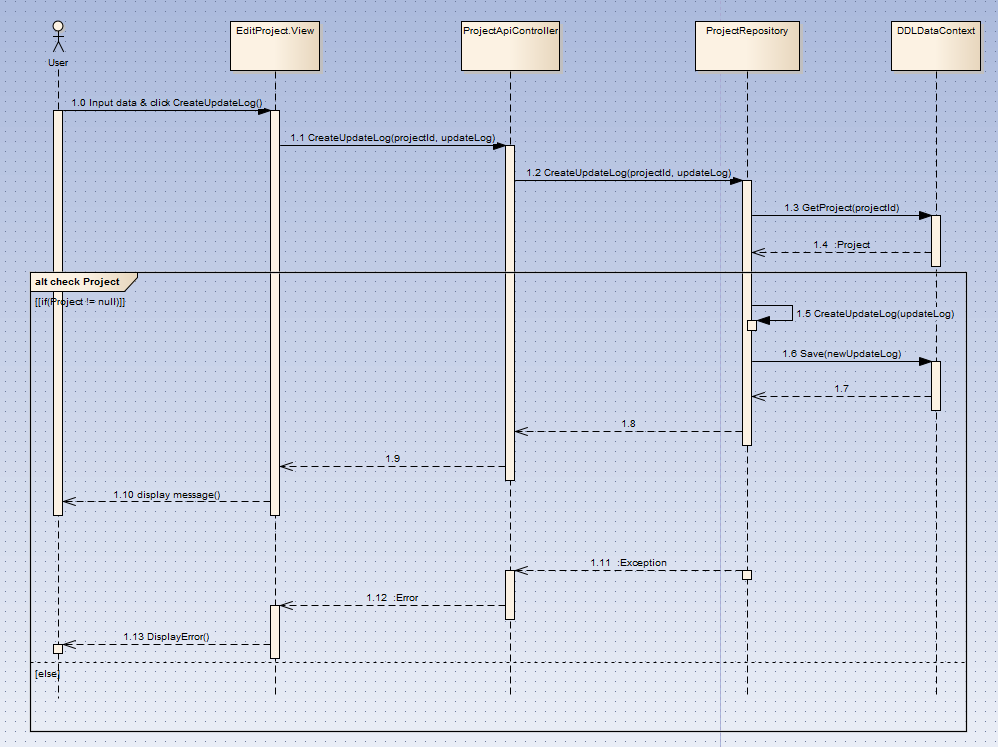 User
EditProject.View
ProjectApiController
ProjectRepository
DDLDataContext
1.0 Input data & click CreateUpdateLog()
1.1 CreateUpdateLog(projectId, updateLog)
1.2 CreateUpdateLog(projectId, updateLog)
1.3 GetProject(projectId)
1.4 :Project
alt check Project
[[if(Project != null)]]
1.5 CreateUpdateLog(updateLog)
1.6 Save(newUpdateLog)
1.7
1.8
1.9
1.10 display message()
1.11 :Exception
1.12 :Error
1.13 DisplayError()
[else]